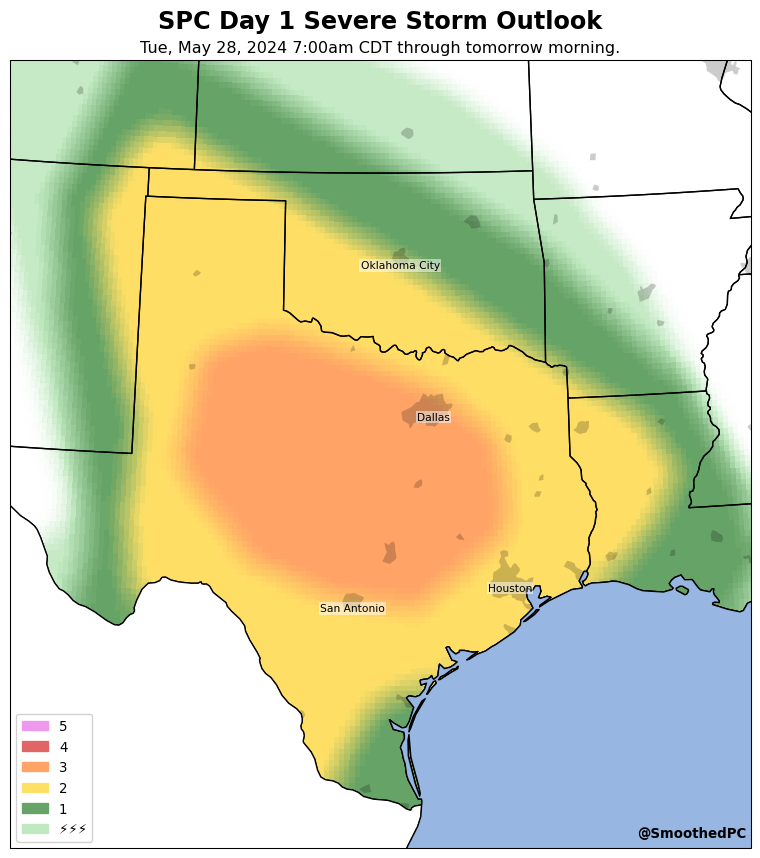 SPC Day 1 Severe Storm Outlook
Tue, May 28, 2024 7:00am CDT through tomorrow morning.
Oklahoma City
Dallas
Houston
San Antonio
5
4
3
2
1
⚡⚡⚡
@SmoothedPC